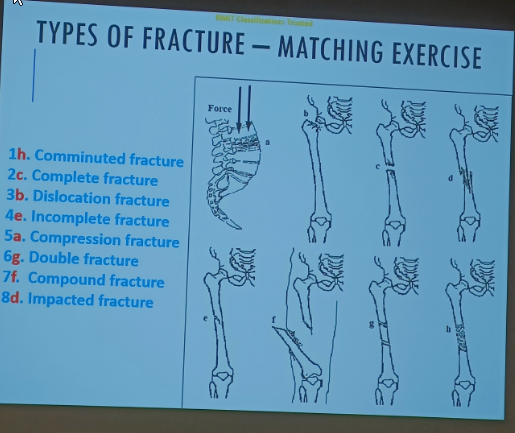 TYPES OF FRACTURE – MATCHING EXERCISE
Force
a
b
c
d
1h. Comminuted fracture
2c. Complete fracture
3b. Dislocation fracture
4e. Incomplete fracture
5a. Compression fracture
6g. Double fracture
7f. Compound fracture
8d. Impacted fracture
e
f
g
h